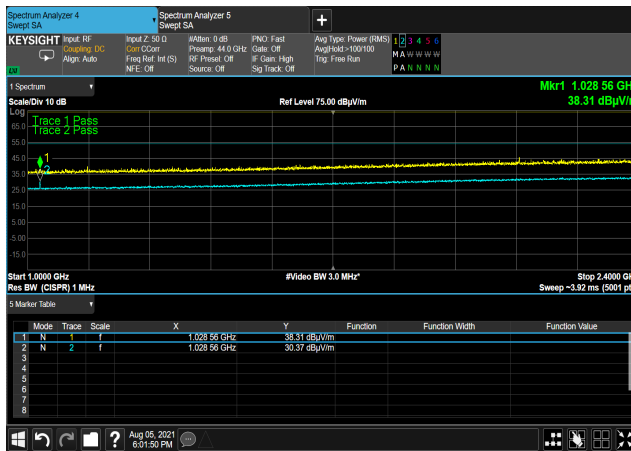 Spectrum Analyzer 4
Swept SA
Spectrum Analyzer 5
Swept SA
+
KEYSIGHT
Input: RF
Coupling: DC
Align: Auto
Input Z: 50 Ω
Corr CCorr
Freq Ref: Int (S)
NFE: Off
#Atten: 0 dB
Preamp: 44.0 GHz
RF Preset: Off
Source: Off
PNO: Fast
Gate: Off
IF Gain: High
Sig Track: Off
Avg Type: Power (RMS)
Avg|Hold:>100/100
Trig: Free Run
1 2 3 4 5 6
M A W W W W
P A N N N N
1 Spectrum
Scale/Div 10 dB
Ref Level 75.00 dBµV/m
Mkr1 1.028 56 GH
38.31 dBµV/
Log
Trace 1 Pass
Trace 2 Pass
65.0
55.0
45.0
35.0
25.0
15.0
5.00
-5.00
-15.0
1
2
Start 1.0000 GHz
#Video BW 3.0 MHz*
Stop 2.4000 G
Res BW (CISPR) 1 MHz
Sweep ~3.92 ms (5001 pt
5 Marker Table
Mode Trace Scale X Y Function Function Width Function Value
1 N 1 f 1.028 56 GHz 38.31 dBµV/m
2 N 2 f 1.028 56 GHz 30.37 dBµV/m
3
4
5
6
7
8
Aug 05, 2021
6:01:50 PM